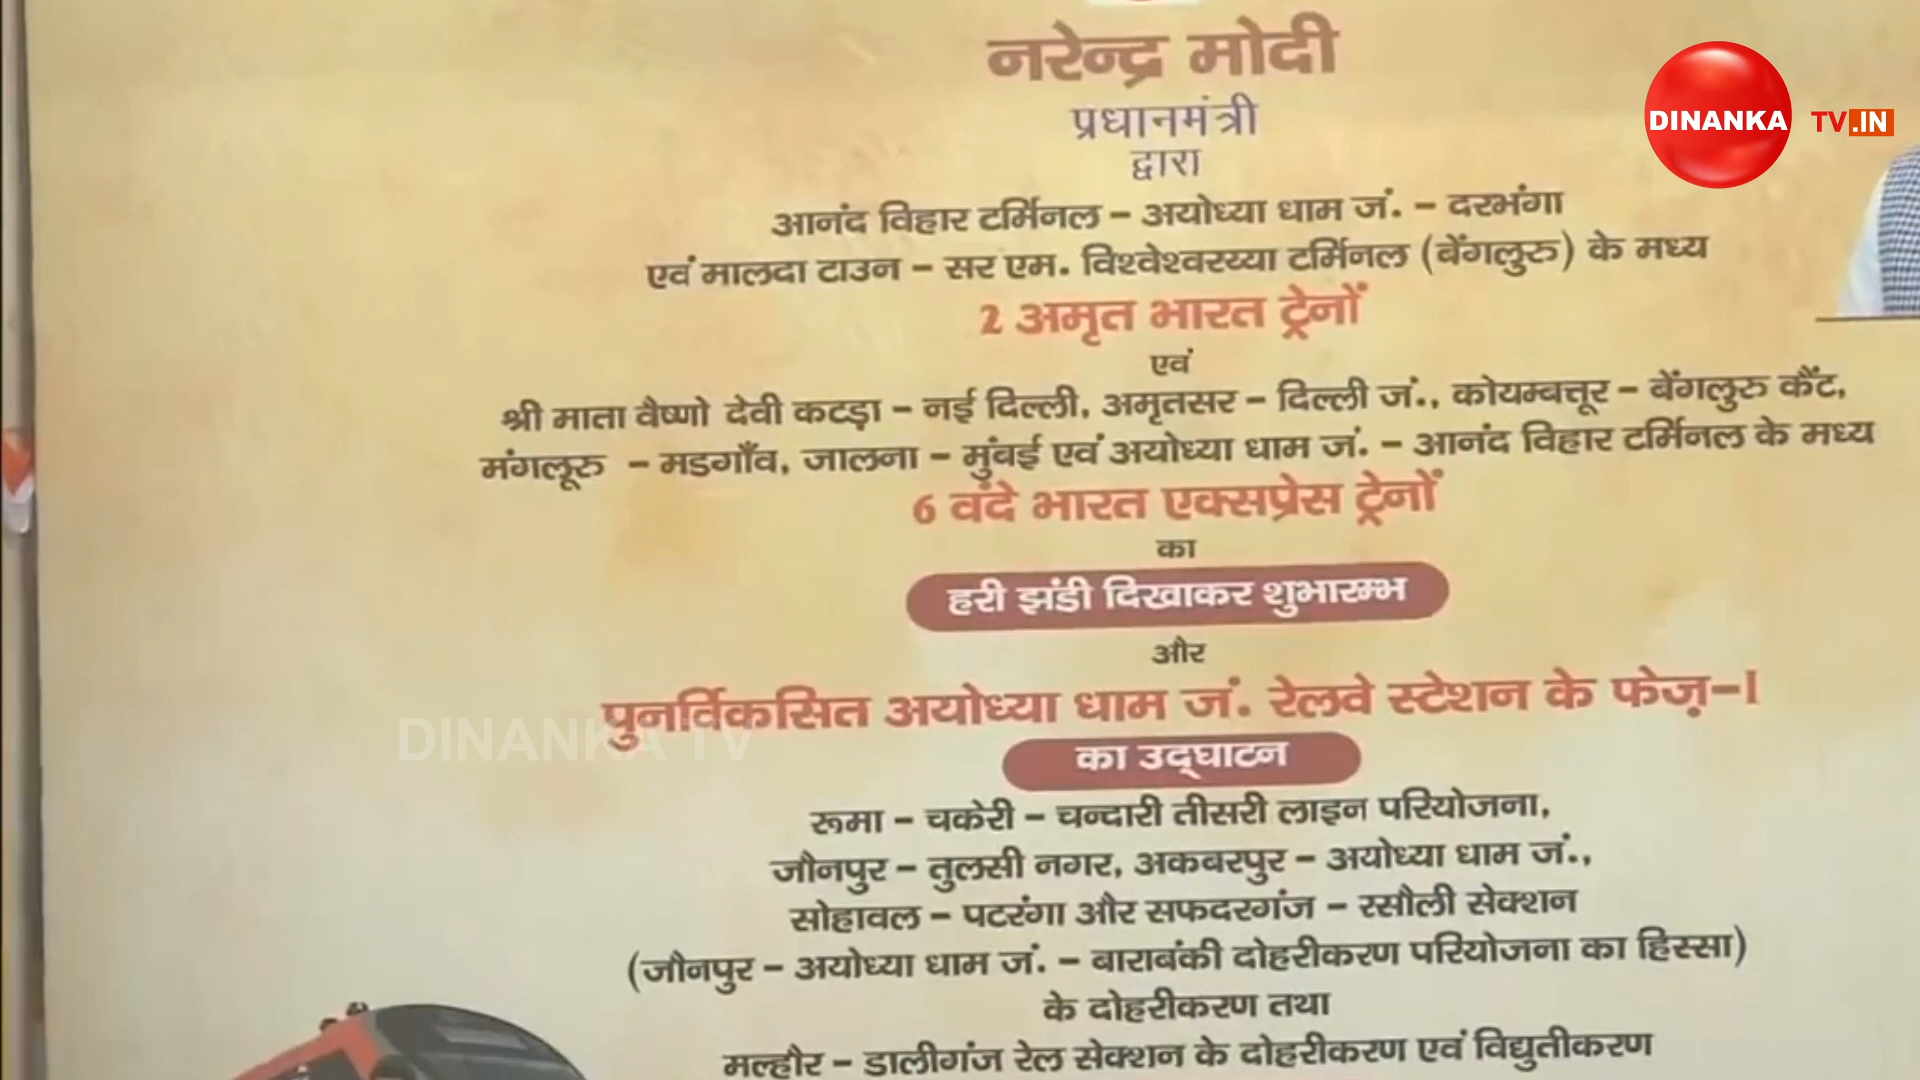 नरेन्द्र मोदी
प्रधानमंत्री
द्वारा
आनंद विहार टर्मिनल – अयोध्या धाम जं. – दरभंगा
एवं मालदा टाउन – सर एम. विश्वेश्वरय्या टर्मिनल (बेंगलुरु) के मध्य
2 अमृत भारत ट्रेनों
एवं
श्री माता वैष्णो देवी कटड़ा – नई दिल्ली, अमृतसर – दिल्ली जं., कोयम्बत्तूर – बेंगलुरु कैंट,
मंगलूरु – मडगाँव, जालना – मुंबई एवं अयोध्या धाम जं. – आनंद विहार टर्मिनल के मध्य
6 वंदे भारत एक्सप्रेस ट्रेनों
का
हरी झंडी दिखाकर शुभारम्भ
और
पुनर्विकसित अयोध्या धाम जं. रेलवे स्टेशन के फेज़–I
का उद्घाटन
रूमा – चकेरी – चन्दारी तीसरी लाइन परियोजना,
जौनपुर – तुलसी नगर, अकबरपुर – अयोध्या धाम जं.,
सोहावल – पटरंगा और सफदरगंज – रसौली सेक्शन
(जौनपुर – अयोध्या धाम जं. – बाराबंकी दोहरीकरण परियोजना का हिस्सा)
के दोहरीकरण तथा
मल्हौर – डालीगंज रेल सेक्शन के दोहरीकरण एवं विद्युतीकरण
DINANKA TV.IN
DINANKA TV